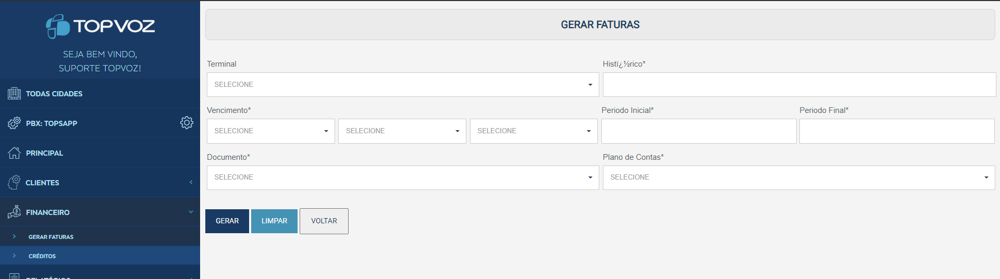 TOPVOZ
SEJA BEM VINDO,
SUPORTE TOPVOZ!
TODAS CIDADES
PBX: TOPSAPP
PRINCIPAL
CLIENTES
FINANCEIRO
GERAR FATURAS
CRÉDITOS
RELATÓRIOS
GERAR FATURAS
Terminal
Histï¿½rico*
SELECIONE
Vencimento*
Periodo Inicial*
Periodo Final*
SELECIONE
SELECIONE
SELECIONE
Documento*
Plano de Contas*
SELECIONE
SELECIONE
GERAR
LIMPAR
VOLTAR